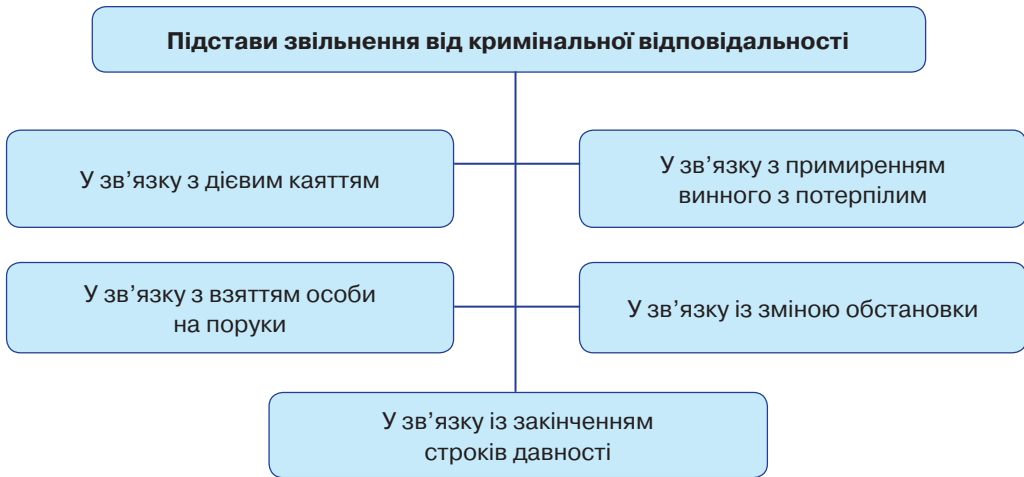 Підстави звільнення від кримінальної відповідальності
У зв’язку з дієвим каяттям
У зв’язку з примиренням
винного з потерпілим
У зв’язку з взяттям особи
на поруки
У зв’язку із зміною обстановки
У зв’язку із закінченням
строків давності